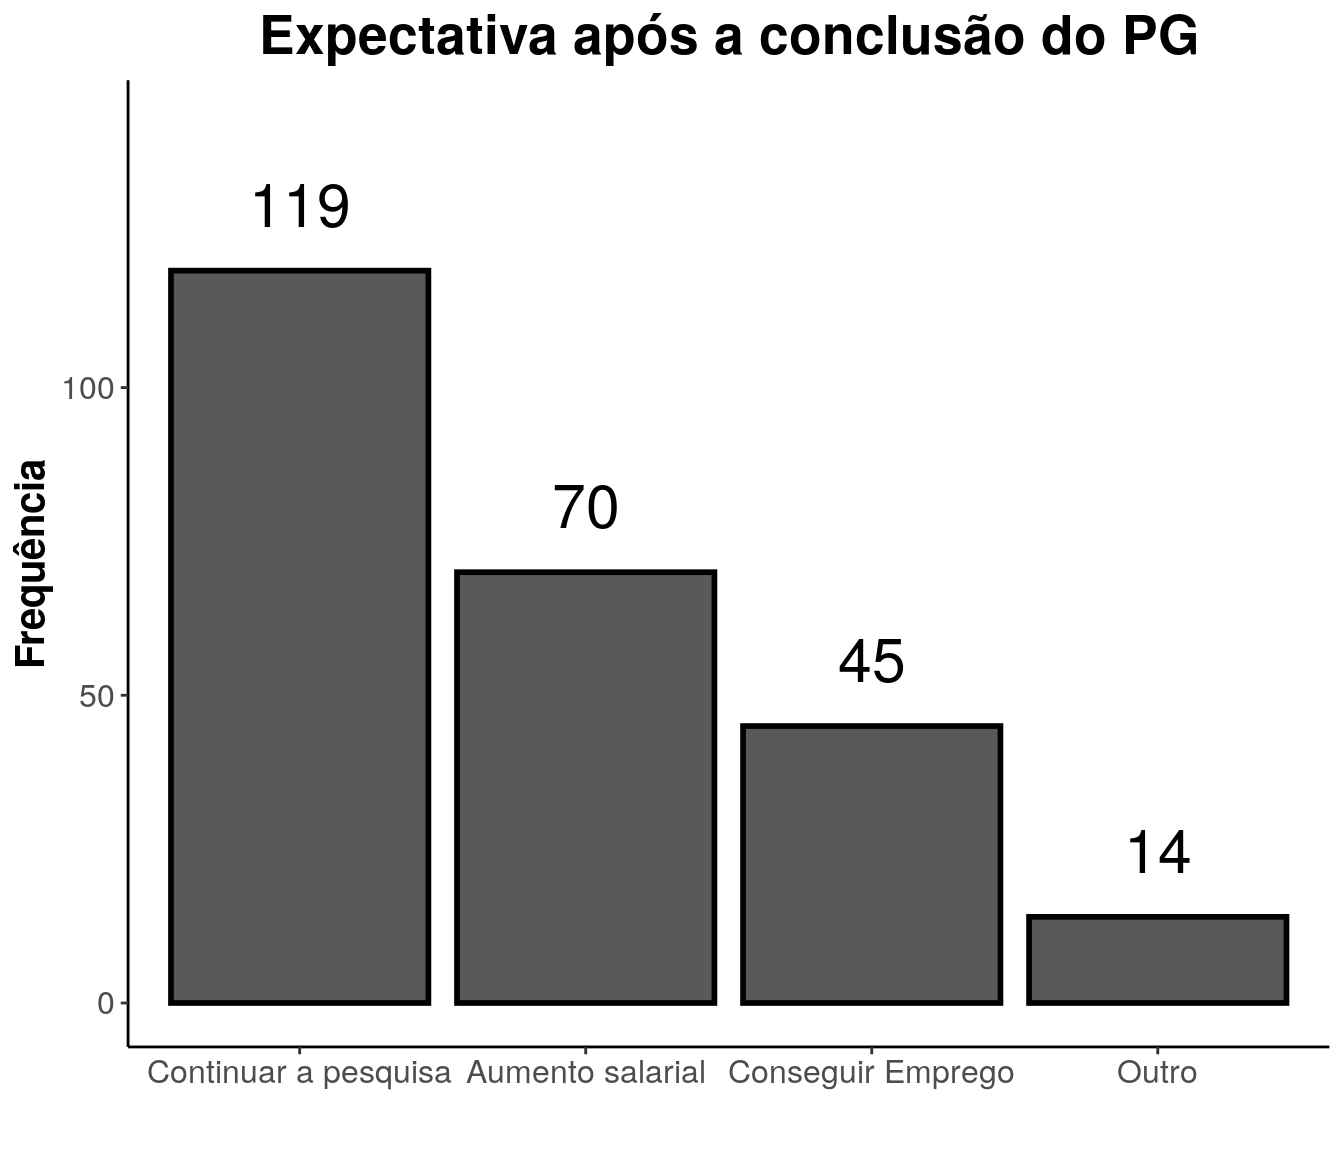 Expectativa após a conclusão do PG
119
70
45
14
100
50
0
Frequência
Continuar a pesquisa Aumento salarial Conseguir Emprego Outro